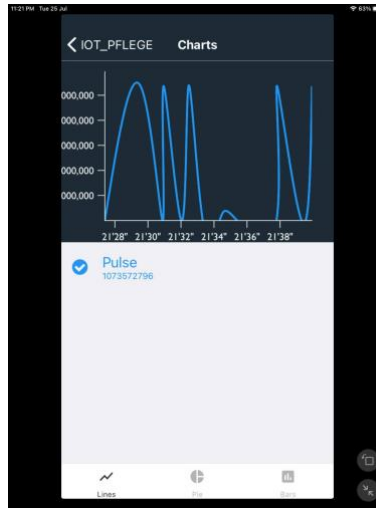 11:21 PM Tue 25 Jul
63%
IOT_PFLEGE
Charts
000,000
000,000
000,000
000,000
000,000
21'28" 21'30" 21'32" 21'34" 21'36" 21'38"
Pulse
1073572796
Lines
Pie
Bars